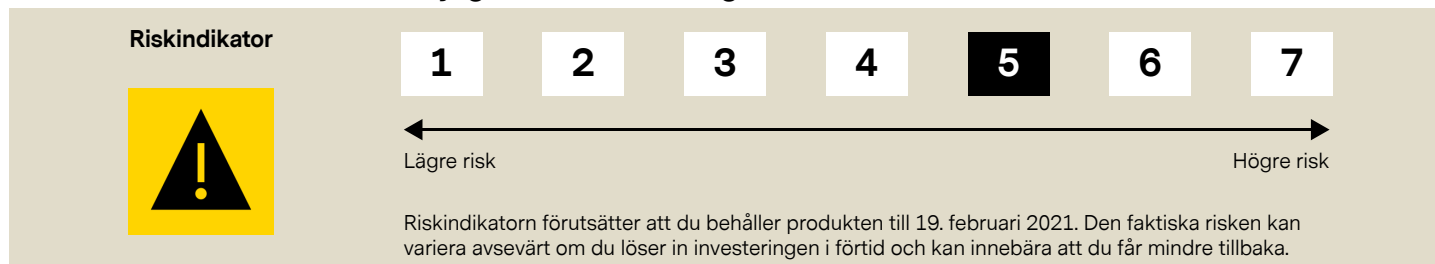 Riskindikator
1 2 3 4 5 6 7
Lägre risk Högre risk
Riskindikatorn förutsätter att du behåller produkten till 19. februari 2021. Den faktiska risken kan
variera avsevärt om du löser in investeringen i förtid och kan innebära att du får mindre tillbaka.